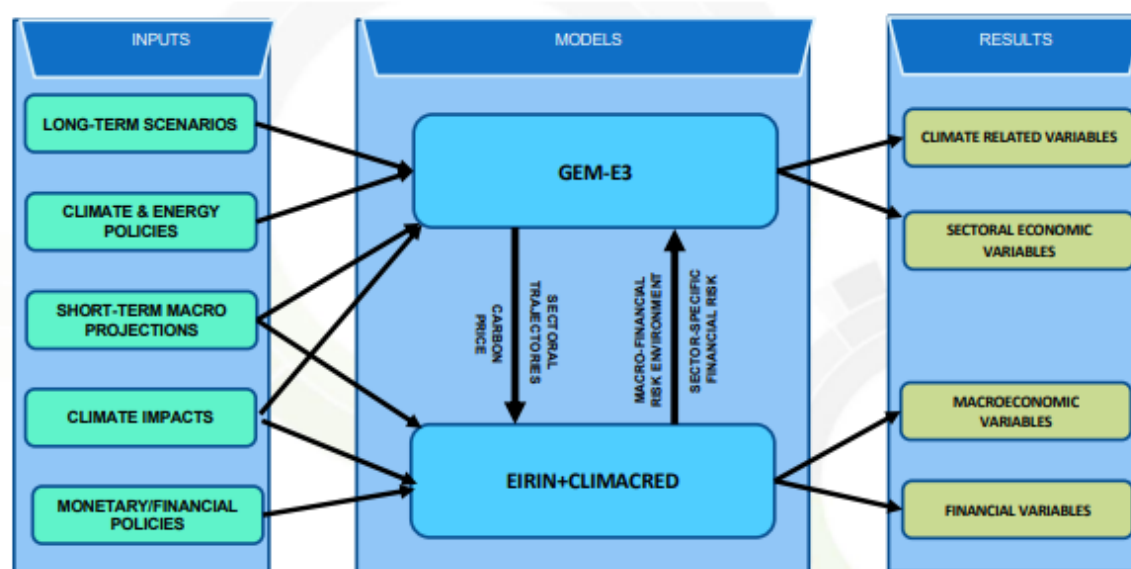 INPUTS
LONG-TERM SCENARIOS
CLIMATE & ENERGY
POLICIES
SHORT-TERM MACRO
PROJECTIONS
CLIMATE IMPACTS
MONETARY/FINANCIAL
POLICIES
MODELS
GEM-E3
CARBON
PRICE
SECTORAL
TRAJECTORIES
MACRO-FINANCIAL
RISK ENVIRONMENT
SECTOR-SPECIFIC
FINANCIAL RISK
EIRIN+CLIMACRED
RESULTS
CLIMATE RELATED VARIABLES
SECTORAL ECONOMIC
VARIABLES
MACROECONOMIC
VARIABLES
FINANCIAL VARIABLES